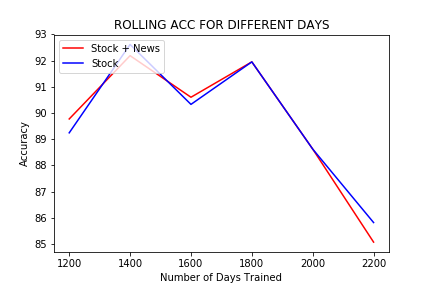 ROLLING ACC FOR DIFFERENT DAYS
93
92
91
90
89
88
87
86
85
Accuracy
Stock + News
Stock
1200 1400 1600 1800 2000 2200
Number of Days Trained